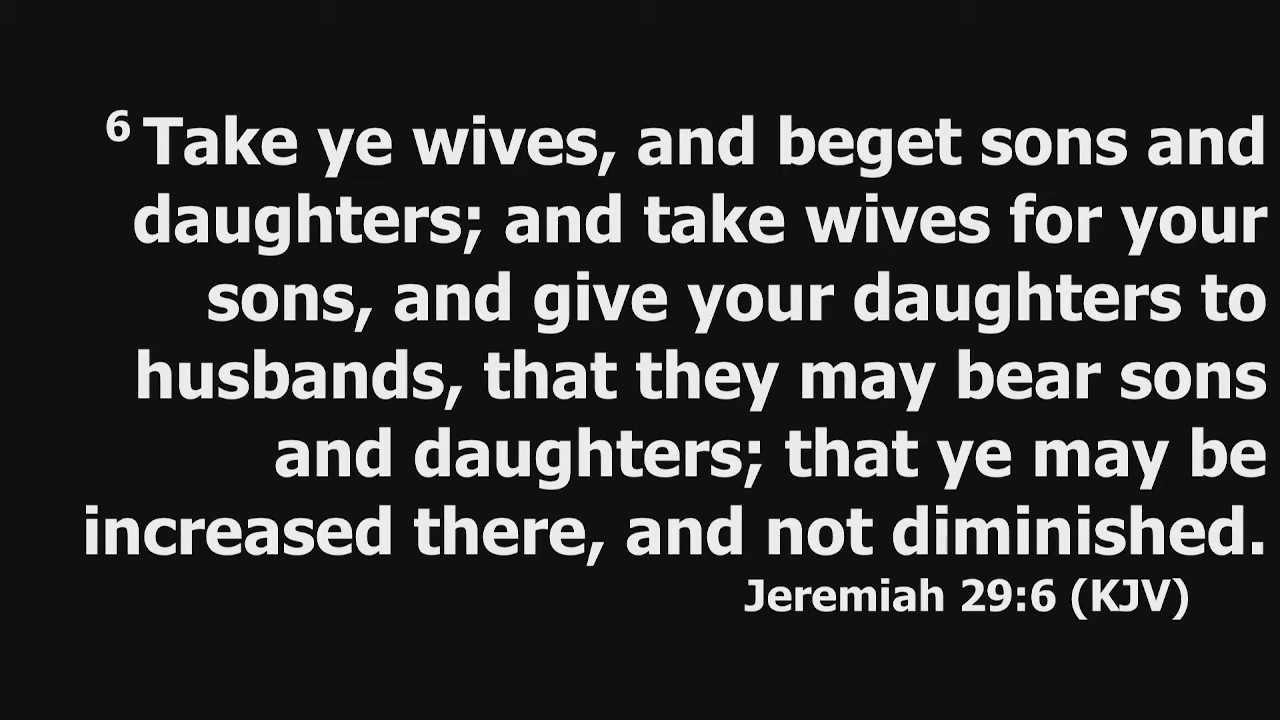 6 Take ye wives, and beget sons and
daughters; and take wives for your
sons, and give your daughters to
husbands, that they may bear sons
and daughters; that ye may be
increased there, and not diminished.
Jeremiah 29:6 (KJV)